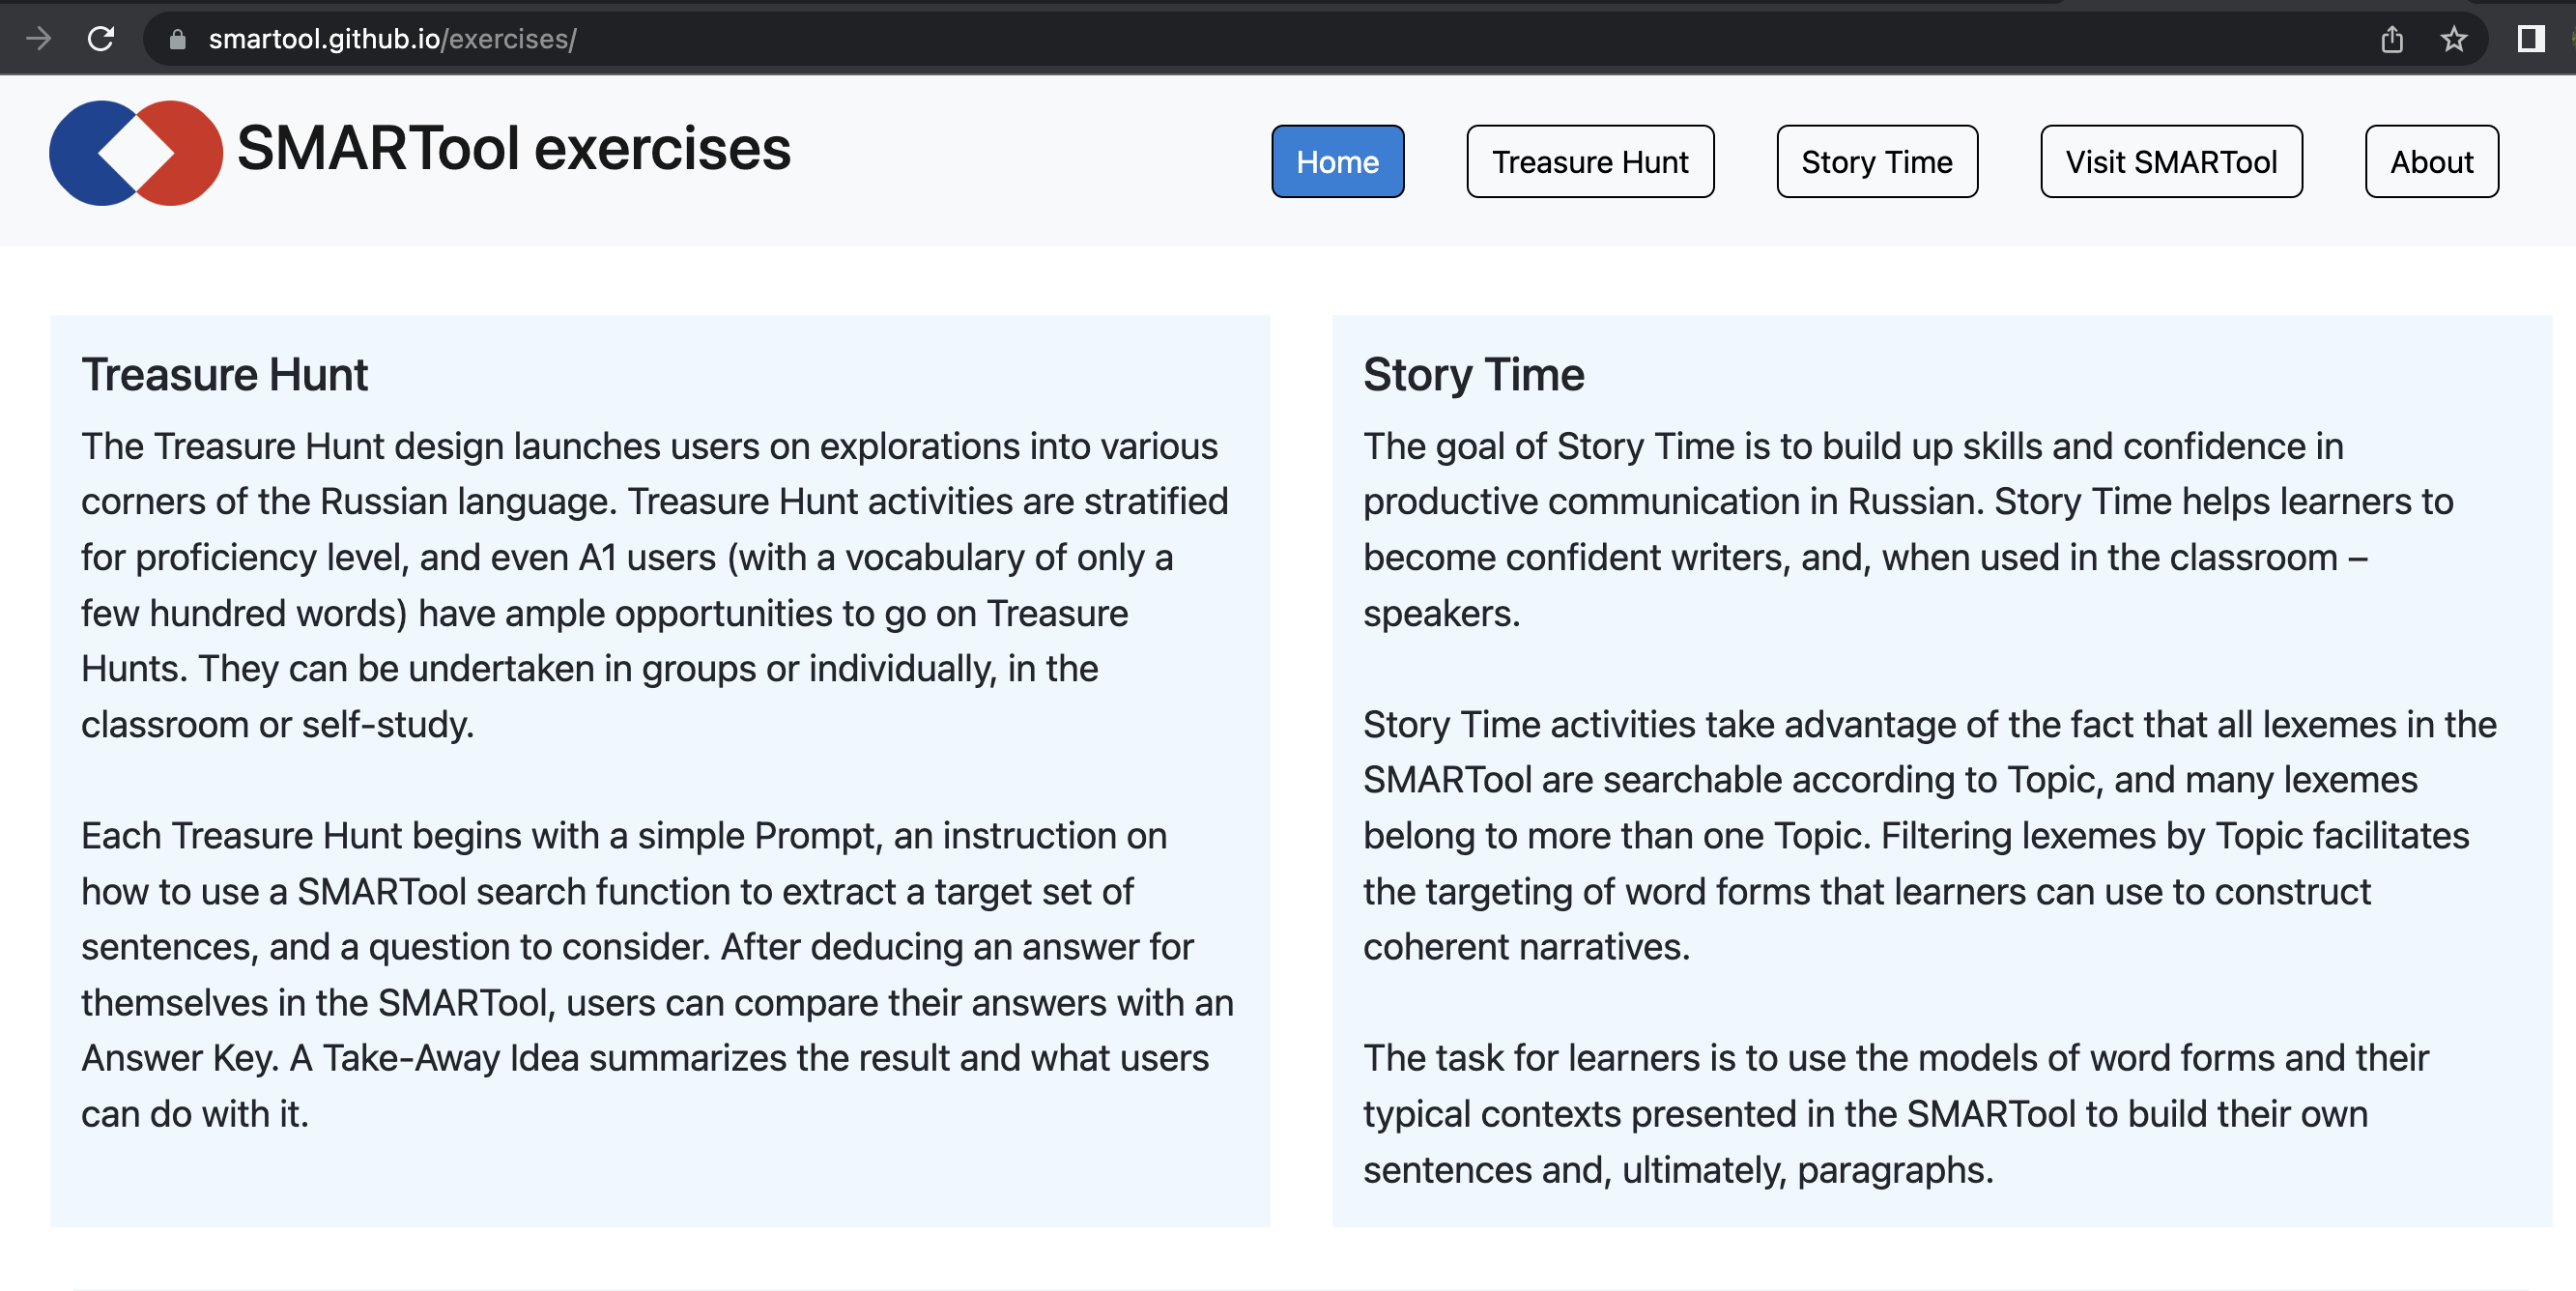 smartool.github.io/exercises/
SMARTool exercises
Home
Treasure Hunt
Story Time
Visit SMARTool
About
Treasure Hunt
The Treasure Hunt design launches users on explorations into various
corners of the Russian language. Treasure Hunt activities are stratified
for proficiency level, and even A1 users (with a vocabulary of only a
few hundred words) have ample opportunities to go on Treasure
Hunts. They can be undertaken in groups or individually, in the
classroom or self-study.
Each Treasure Hunt begins with a simple Prompt, an instruction on
how to use a SMARTool search function to extract a target set of
sentences, and a question to consider. After deducing an answer for
themselves in the SMARTool, users can compare their answers with an
Answer Key. A Take-Away Idea summarizes the result and what users
can do with it.
Story Time
The goal of Story Time is to build up skills and confidence in
productive communication in Russian. Story Time helps learners to
become confident writers, and, when used in the classroom –
speakers.
Story Time activities take advantage of the fact that all lexemes in the
SMARTool are searchable according to Topic, and many lexemes
belong to more than one Topic. Filtering lexemes by Topic facilitates
the targeting of word forms that learners can use to construct
coherent narratives.
The task for learners is to use the models of word forms and their
typical contexts presented in the SMARTool to build their own
sentences and, ultimately, paragraphs.